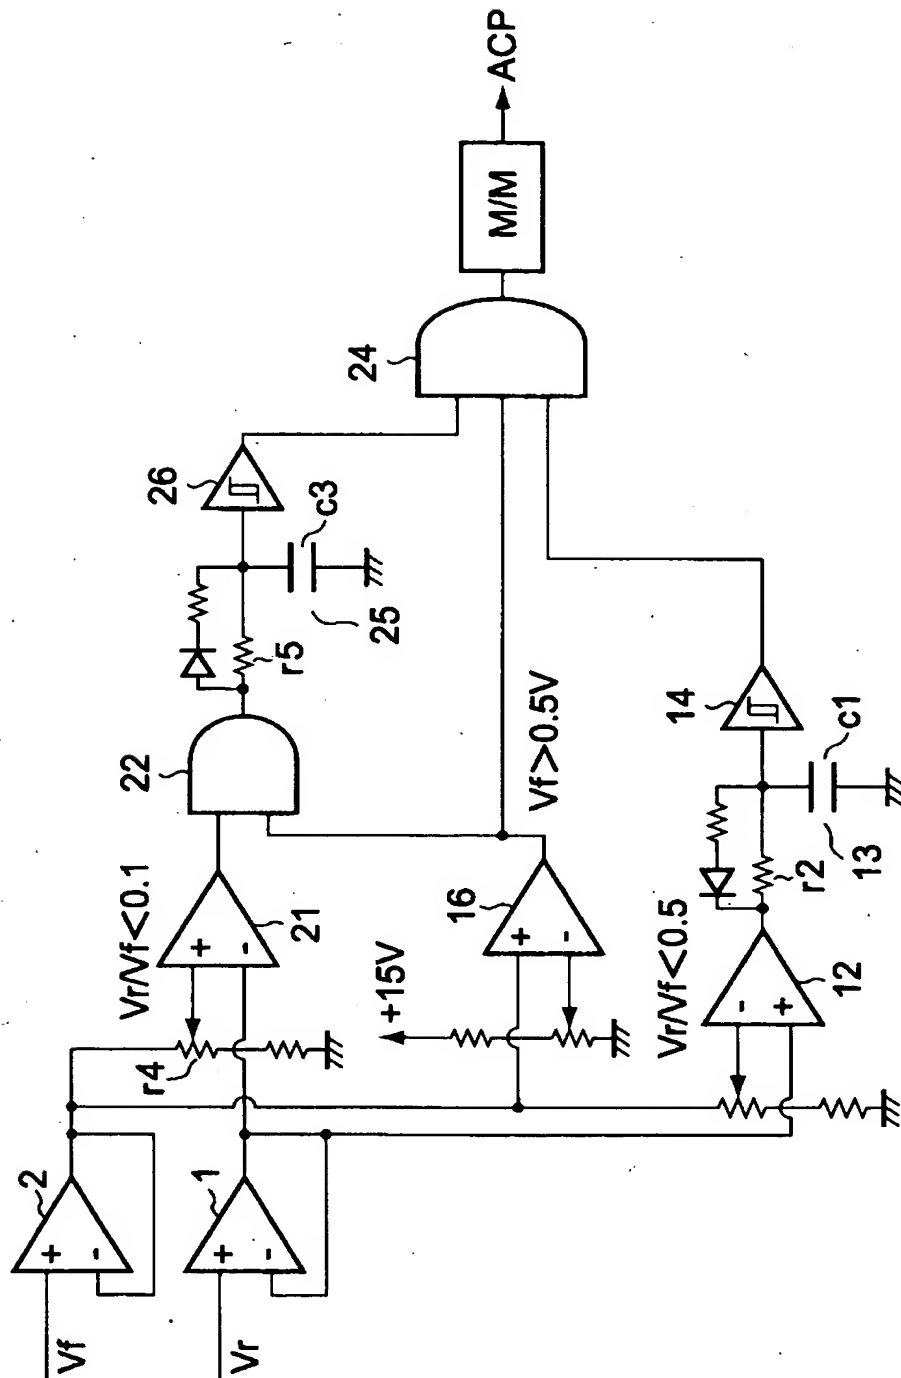 Vf
+
-
2
Vr
+
-
1
r4
Vr/Vf<0.1
+
-
21
22
r5
25
c3
26
+15V
+
-
16
Vf>0.5V
Vr/Vf<0.5
-
+
12
r2
13
c1
14
24
M/M
ACP